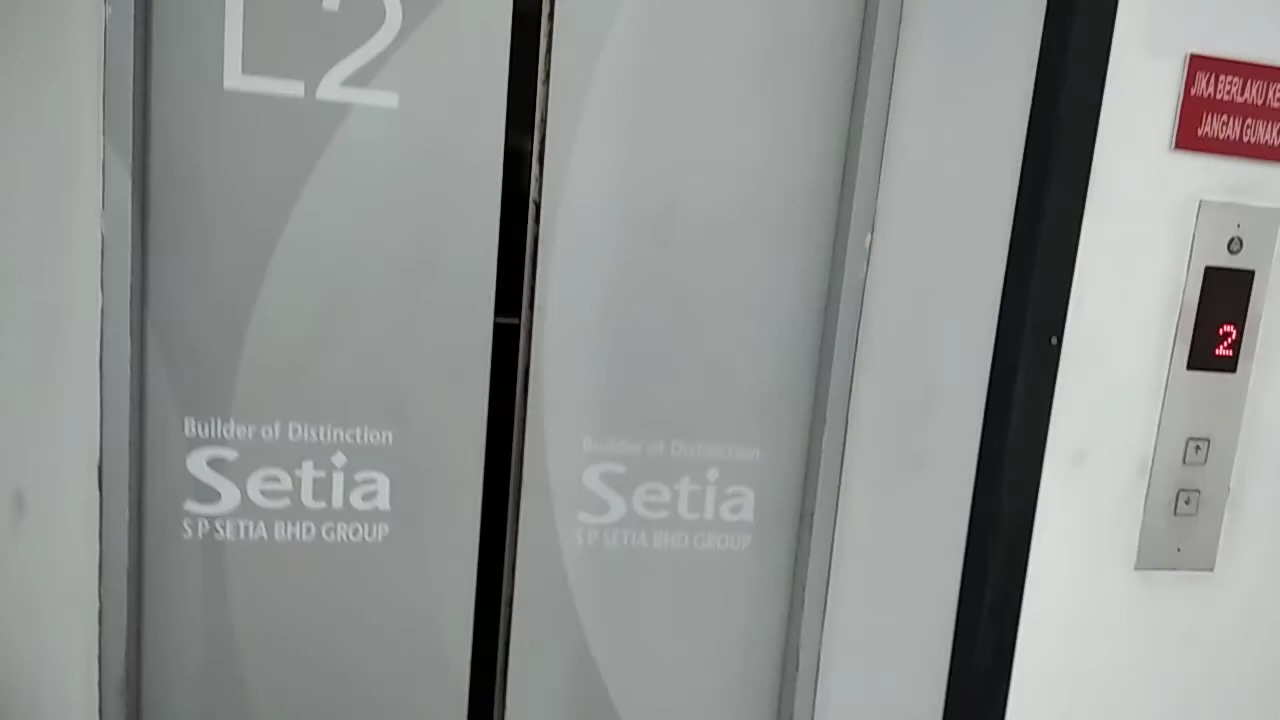 L2
Builder of Distinction
Setia
S P SETIA BHD GROUP
Builder of Distinction
Setia
S P SETIA BHD GROUP
JIKA BERLAKU
JANGAN
2